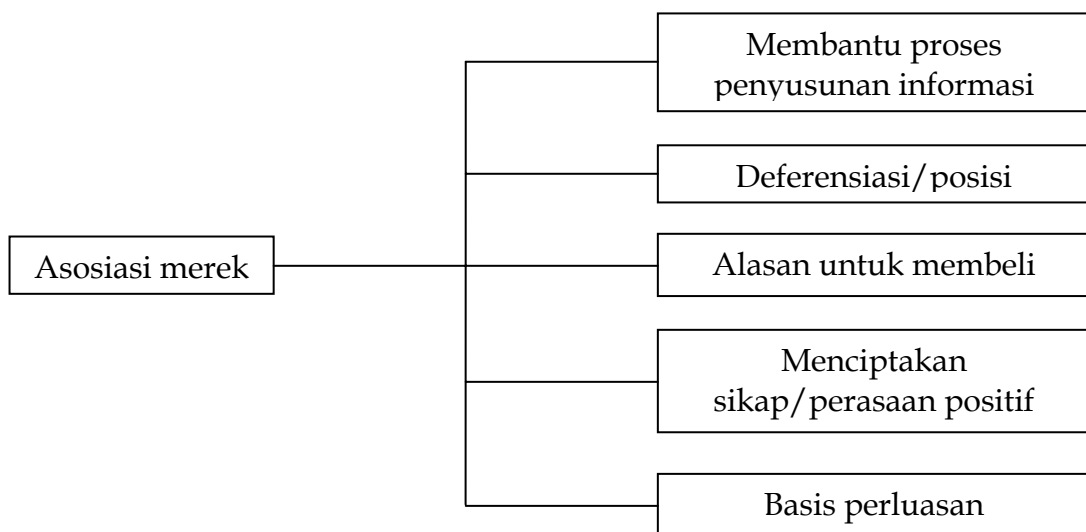 Membantu proses
penyusunan informasi
Deferensiasi/posisi
Asosiasi merek
Alasan untuk membeli
Menciptakan
sikap/perasaan positif
Basis perluasan